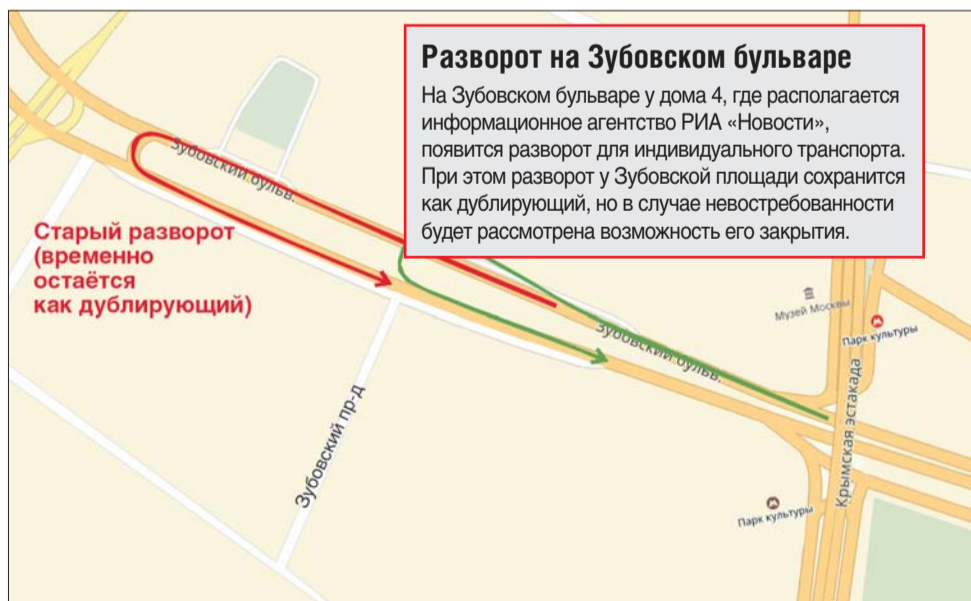 Разворот на Зубовском бульваре
На Зубовском бульваре у дома 4, где располагается
информационное агентство РИА «Новости»,
появится разворот для индивидуального транспорта.
При этом разворот у Зубовской площади сохранится
как дублирующий, но в случае невостребованности
будет рассмотрена возможность его закрытия.
Зубовский бульв.
Старый разворот
(временно
остаётся
как дублирующий)
Музей Москвы
Парк культуры
Зубовский бульв.
Крымская эстакада
Зубовский пр-д
Парк культуры